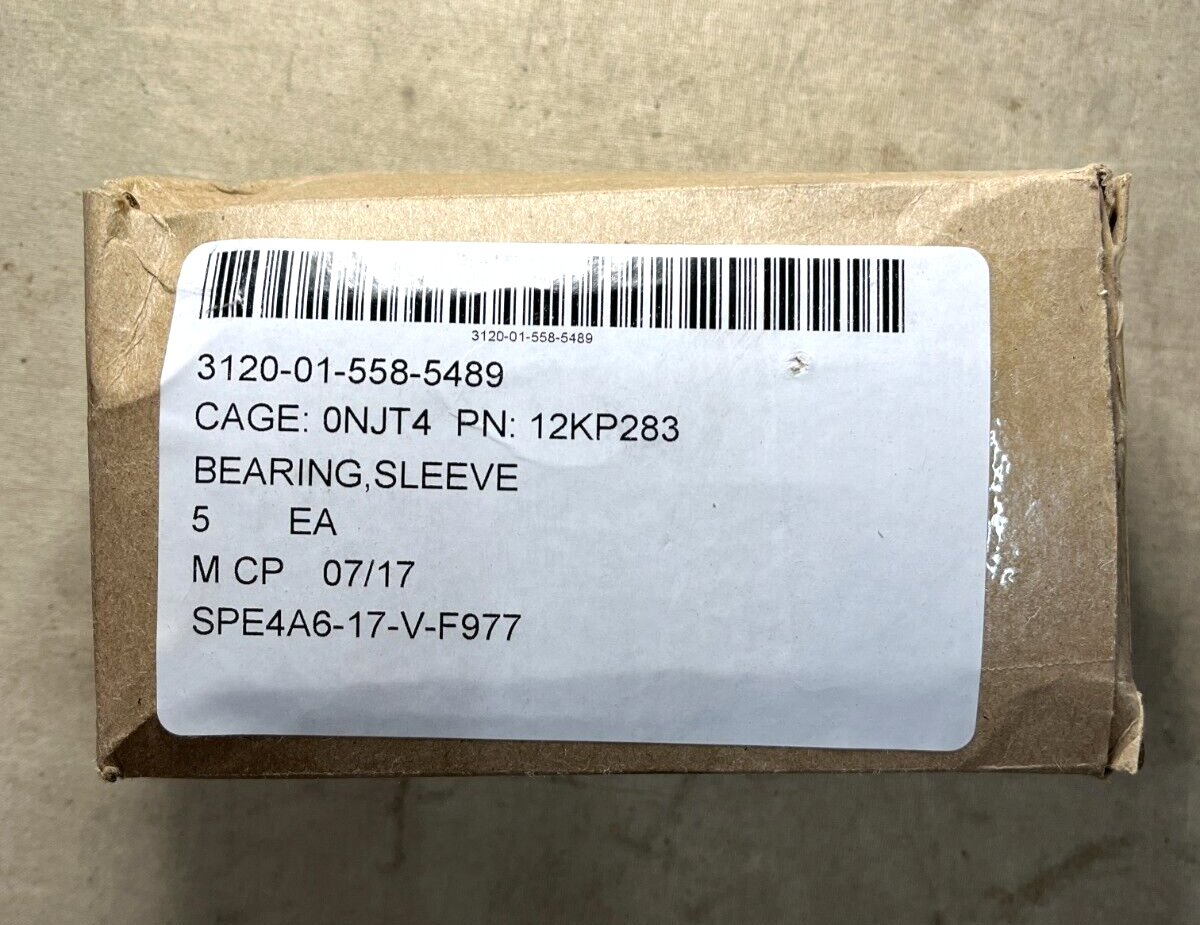 3120-01-558-5489
3120-01-558-5489
CAGE: 0NJT4 PN: 12KP283
BEARING,SLEEVE
5 EA
M CP 07/17
SPE4A6-17-V-F977